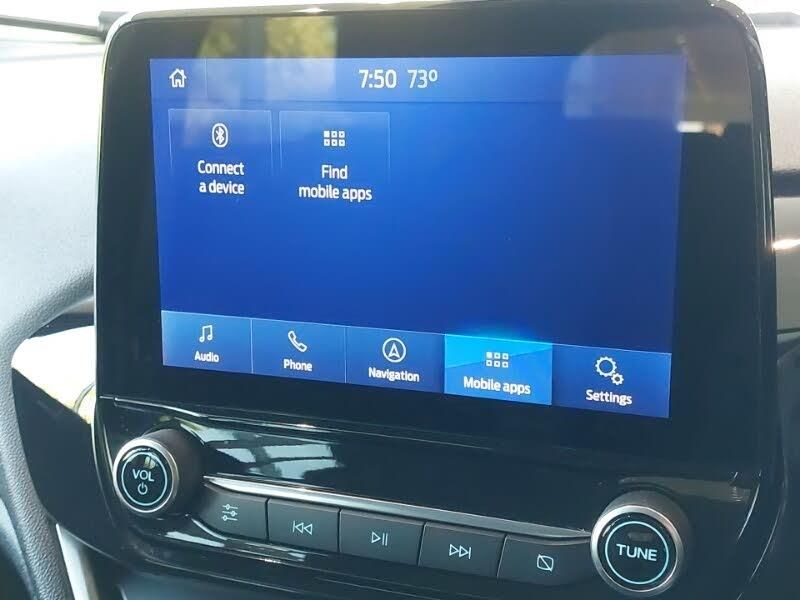 7:50 73°
Connect
a device
Find
mobile apps
Audio
Phone
Navigation
Mobile apps
Settings
VOL
TUNE